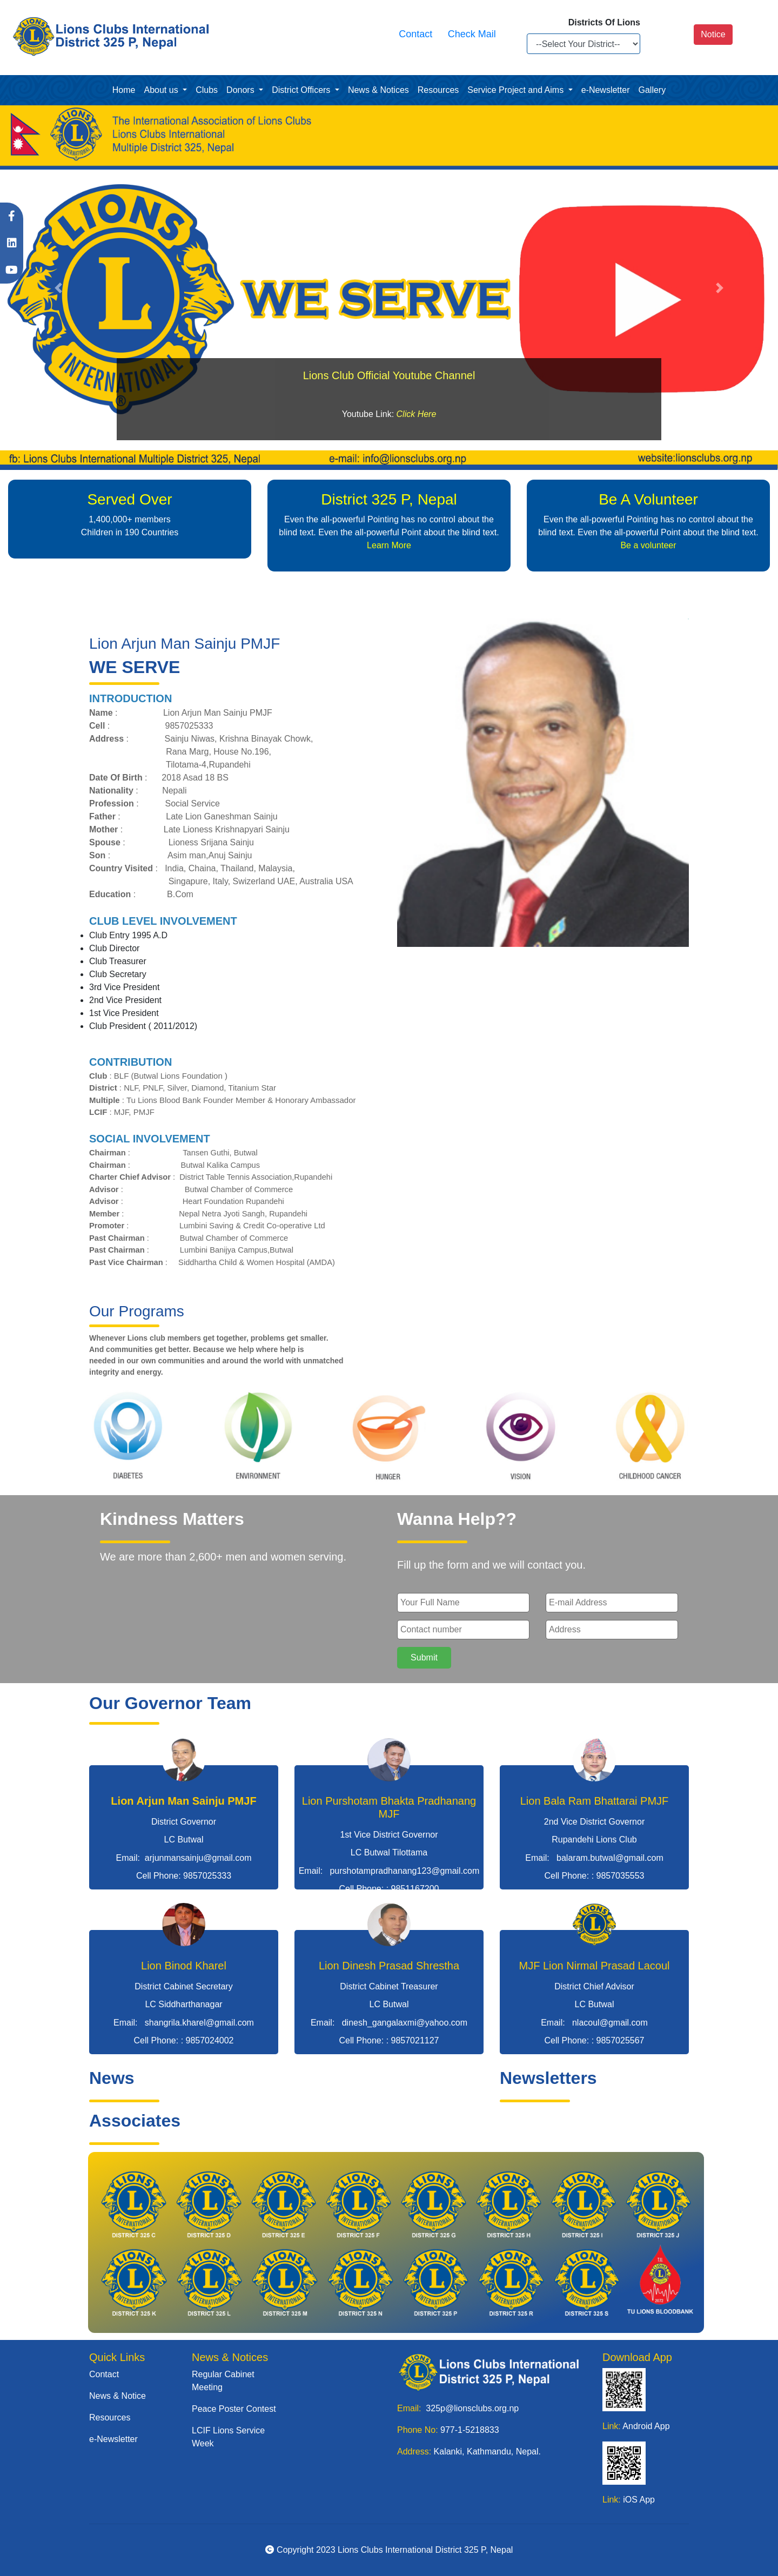 Lions Clubs International
District 325 P, Nepal
Contact
Check Mail
Districts Of Lions
--Select Your District--
Notice
Home
About us
Clubs
Donors
District Officers
News & Notices
Resources
Service Project and Aims
e-Newsletter
Gallery
The International Association of Lions Clubs
Lions Clubs International
Multiple District 325, Nepal
L
LIONS
INTERNATIONAL
®
WE SERVE
Lions Club Official Youtube Channel
Youtube Link: Click Here
fb: Lions Clubs International Multiple District 325, Nepal
e-mail: info@lionsclubs.org.np
website:lionsclubs.org.np
Served Over
1,400,000+ members
Children in 190 Countries
District 325 P, Nepal
Even the all-powerful Pointing has no control about the
blind text. Even the all-powerful Point about the blind text.
Learn More
Be A Volunteer
Even the all-powerful Pointing has no control about the
blind text. Even the all-powerful Point about the blind text.
Be a volunteer
Lion Arjun Man Sainju PMJF
WE SERVE
INTRODUCTION
Name : Lion Arjun Man Sainju PMJF
Cell : 9857025333
Address : Sainju Niwas, Krishna Binayak Chowk,
Rana Marg, House No.196,
Tilotama-4,Rupandehi
Date Of Birth : 2018 Asad 18 BS
Nationality : Nepali
Profession : Social Service
Father : Late Lion Ganeshman Sainju
Mother : Late Lioness Krishnapyari Sainju
Spouse : Lioness Srijana Sainju
Son : Asim man,Anuj Sainju
Country Visited : India, Chaina, Thailand, Malaysia,
Singapure, Italy, Swizerland UAE, Australia USA
Education : B.Com
CLUB LEVEL INVOLVEMENT
Club Entry 1995 A.D
Club Director
Club Treasurer
Club Secretary
3rd Vice President
2nd Vice President
1st Vice President
Club President ( 2011/2012)
CONTRIBUTION
Club : BLF (Butwal Lions Foundation )
District : NLF, PNLF, Silver, Diamond, Titanium Star
Multiple : Tu Lions Blood Bank Founder Member & Honorary Ambassador
LCIF : MJF, PMJF
SOCIAL INVOLVEMENT
Chairman : Tansen Guthi, Butwal
Chairman : Butwal Kalika Campus
Charter Chief Advisor : District Table Tennis Association,Rupandehi
Advisor : Butwal Chamber of Commerce
Advisor : Heart Foundation Rupandehi
Member : Nepal Netra Jyoti Sangh, Rupandehi
Promoter : Lumbini Saving & Credit Co-operative Ltd
Past Chairman : Butwal Chamber of Commerce
Past Chairman : Lumbini Banijya Campus,Butwal
Past Vice Chairman : Siddhartha Child & Women Hospital (AMDA)
Our Programs
Whenever Lions club members get together, problems get smaller.
And communities get better. Because we help where help is
needed in our own communities and around the world with unmatched
integrity and energy.
DIABETES
ENVIRONMENT
HUNGER
VISION
CHILDHOOD CANCER
Kindness Matters
We are more than 2,600+ men and women serving.
Wanna Help??
Fill up the form and we will contact you.
Your Full Name
E-mail Address
Contact number
Address
Submit
Our Governor Team
Lion Arjun Man Sainju PMJF
District Governor
LC Butwal
Email: arjunmansainju@gmail.com
Cell Phone: 9857025333
Lion Purshotam Bhakta Pradhanang
MJF
1st Vice District Governor
LC Butwal Tilottama
Email: purshotampradhanang123@gmail.com
Cell Phone: : 9851167200
Lion Bala Ram Bhattarai PMJF
2nd Vice District Governor
Rupandehi Lions Club
Email: balaram.butwal@gmail.com
Cell Phone: : 9857035553
Lion Binod Kharel
District Cabinet Secretary
LC Siddharthanagar
Email: shangrila.kharel@gmail.com
Cell Phone: : 9857024002
Lion Dinesh Prasad Shrestha
District Cabinet Treasurer
LC Butwal
Email: dinesh_gangalaxmi@yahoo.com
Cell Phone: : 9857021127
MJF Lion Nirmal Prasad Lacoul
District Chief Advisor
LC Butwal
Email: nlacoul@gmail.com
Cell Phone: : 9857025567
News
Newsletters
Associates
DISTRICT 325 C
DISTRICT 325 D
DISTRICT 325 E
DISTRICT 325 F
DISTRICT 325 G
DISTRICT 325 H
DISTRICT 325 I
DISTRICT 325 J
DISTRICT 325 K
DISTRICT 325 L
DISTRICT 325 M
DISTRICT 325 N
DISTRICT 325 P
DISTRICT 325 R
DISTRICT 325 S
TU LIONS BLOODBANK
Quick Links
Contact
News & Notice
Resources
e-Newsletter
News & Notices
Regular Cabinet
Meeting
Peace Poster Contest
LCIF Lions Service
Week
Lions Clubs International
District 325 P, Nepal
Email: 325p@lionsclubs.org.np
Phone No: 977-1-5218833
Address: Kalanki, Kathmandu, Nepal.
Download App
Link: Android App
Link: iOS App
Copyright 2023 Lions Clubs International District 325 P, Nepal